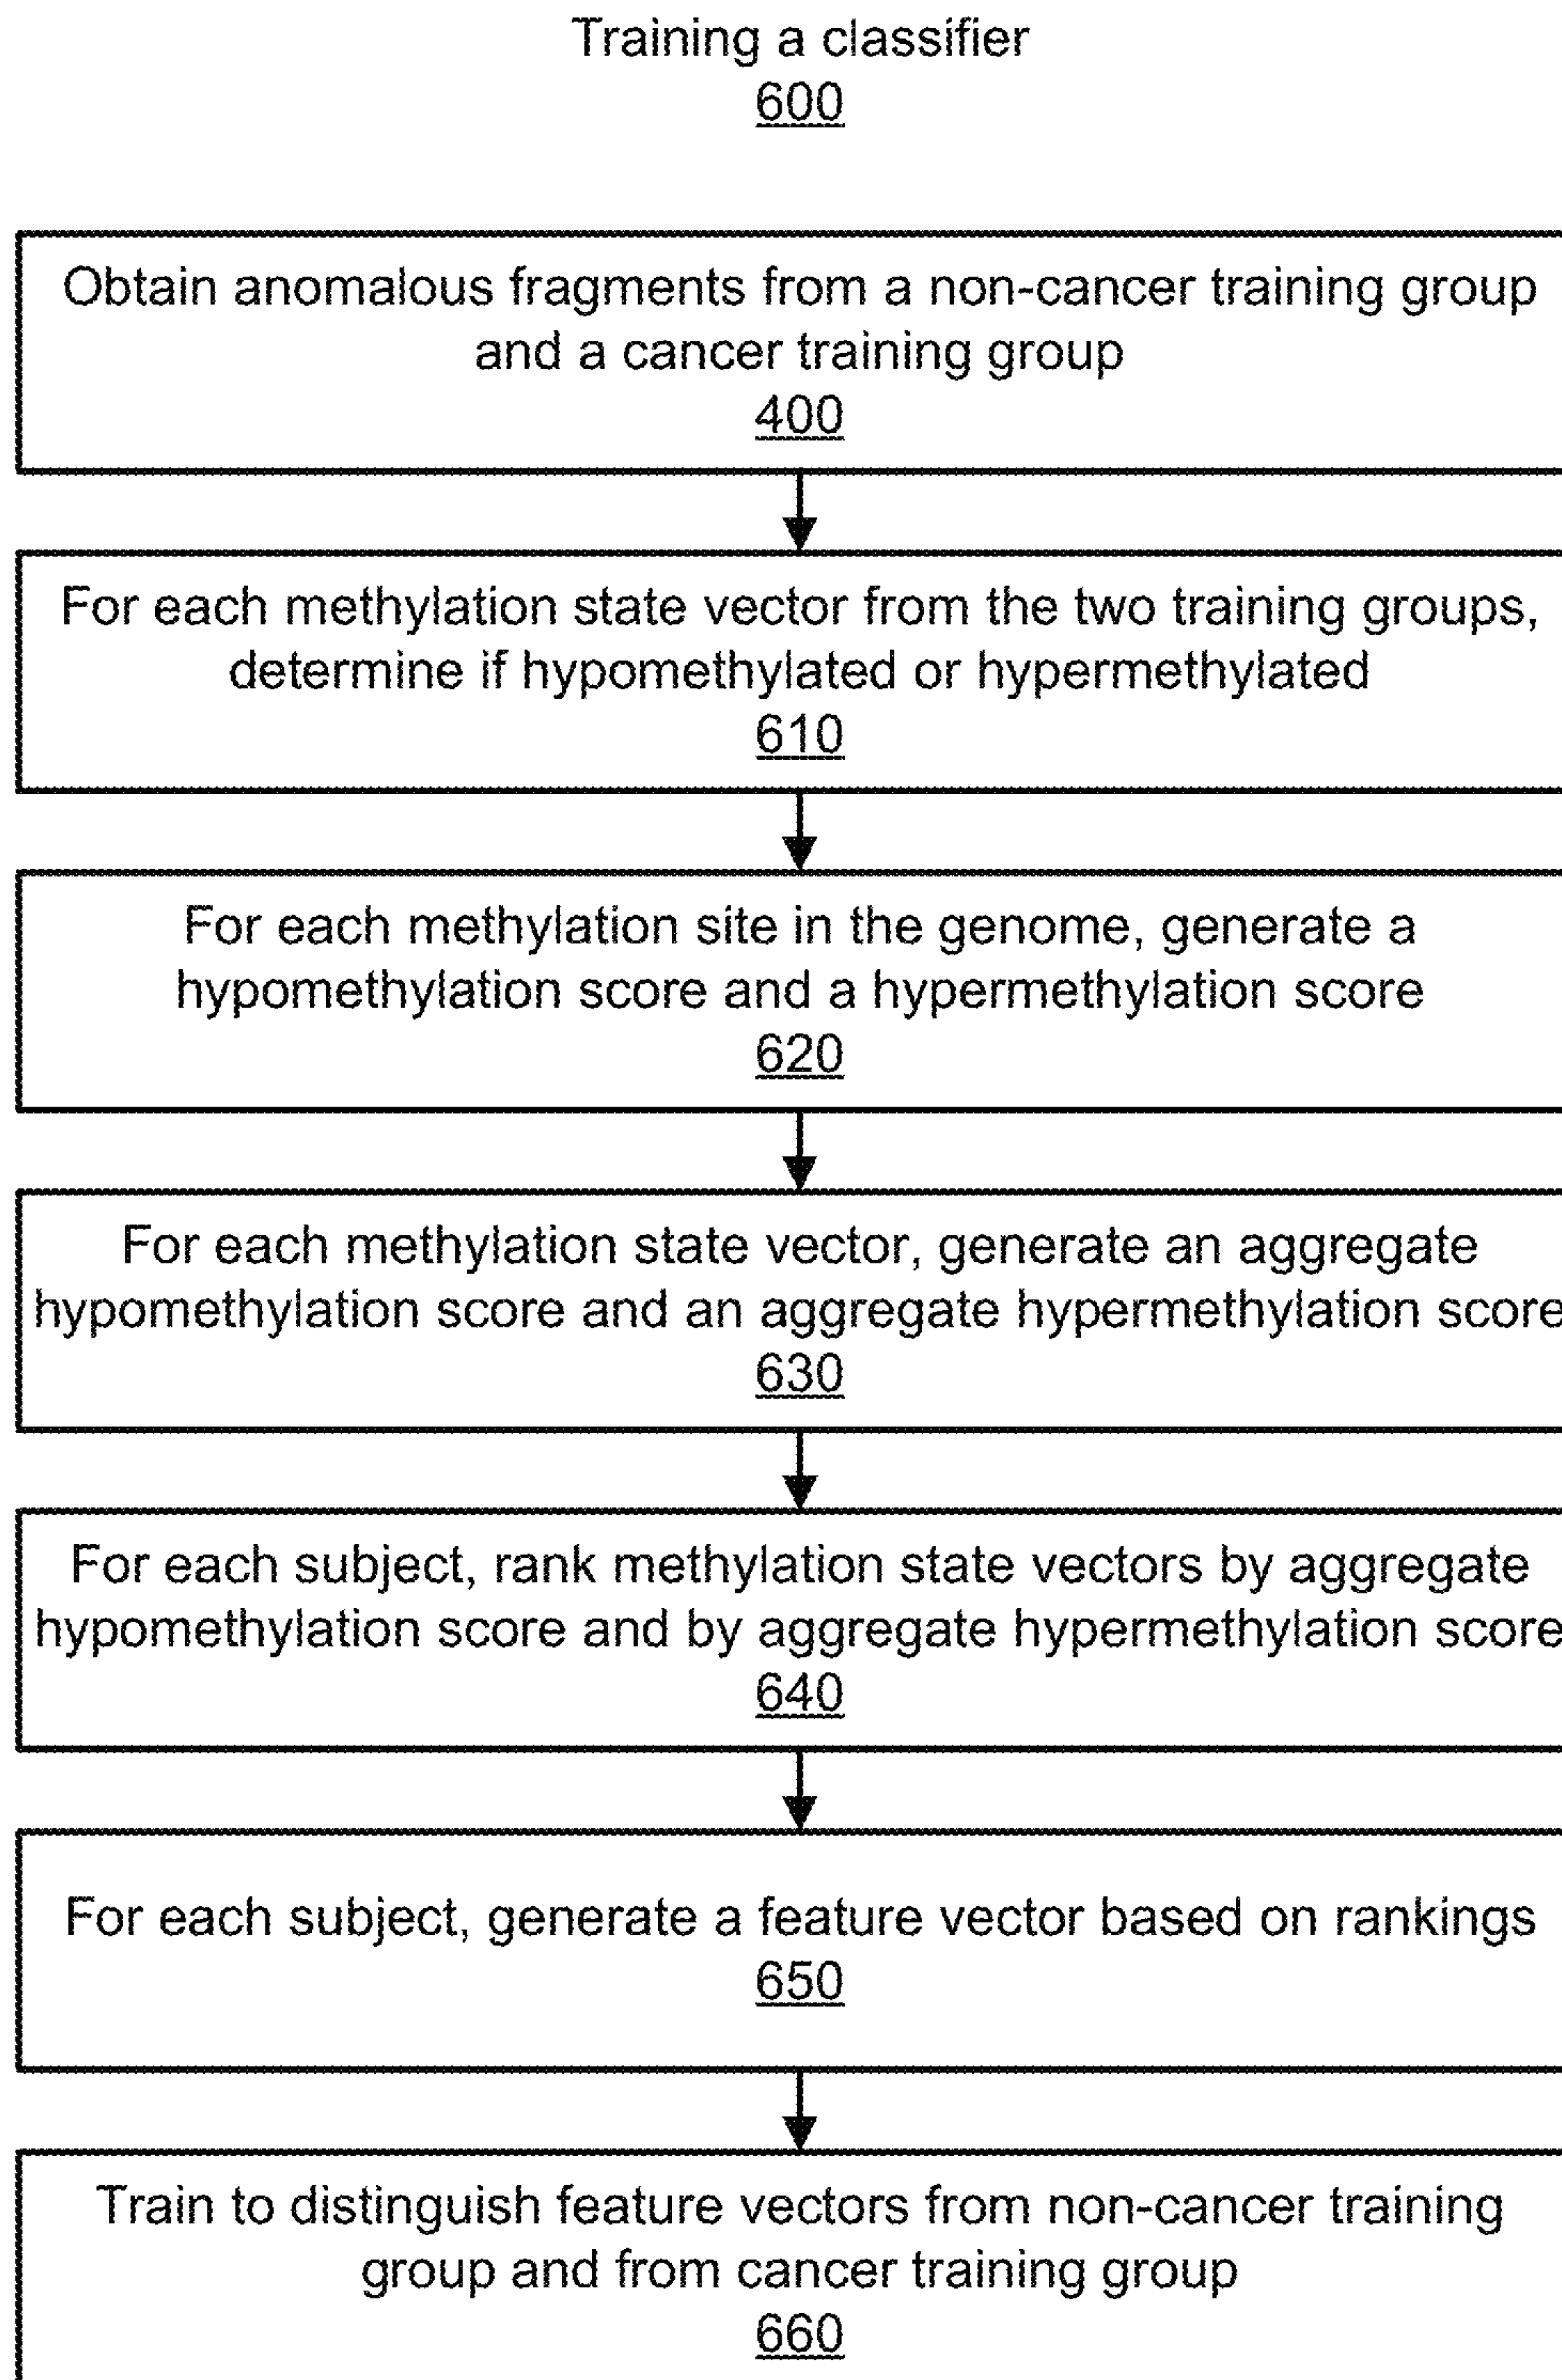 Training a classifier
600
Obtain anomalous fragments from a non-cancer training group
and a cancer training group
400
For each methylation state vector from the two training groups,
determine if hypomethylated or hypermethylated
610
For each methylation site in the genome, generate a
hypomethylation score and a hypermethylation score
620
For each methylation state vector, generate an aggregate
hypomethylation score and an aggregate hypermethylation score
630
For each subject, rank methylation state vectors by aggregate
hypomethylation score and by aggregate hypermethylation score
640
For each subject, generate a feature vector based on rankings
650
Train to distinguish feature vectors from non-cancer training
group and from cancer training group
660